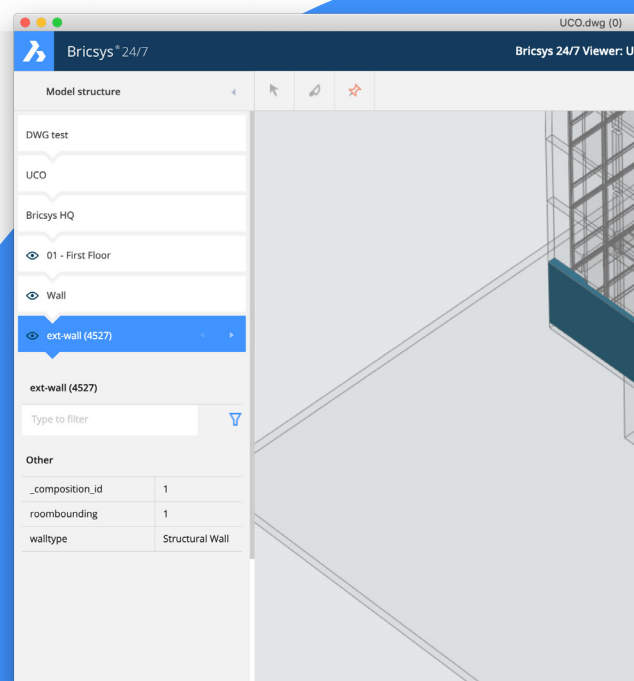 UCO.dwg (0)
Bricsys® 24/7
Bricsys 24/7 Viewer: U
Model structure
DWG test
UCO
Bricsys HQ
01 - First Floor
Wall
ext-wall (4527)
ext-wall (4527)
Type to filter
Other
_composition_id 1
roombounding 1
walltype Structural Wall